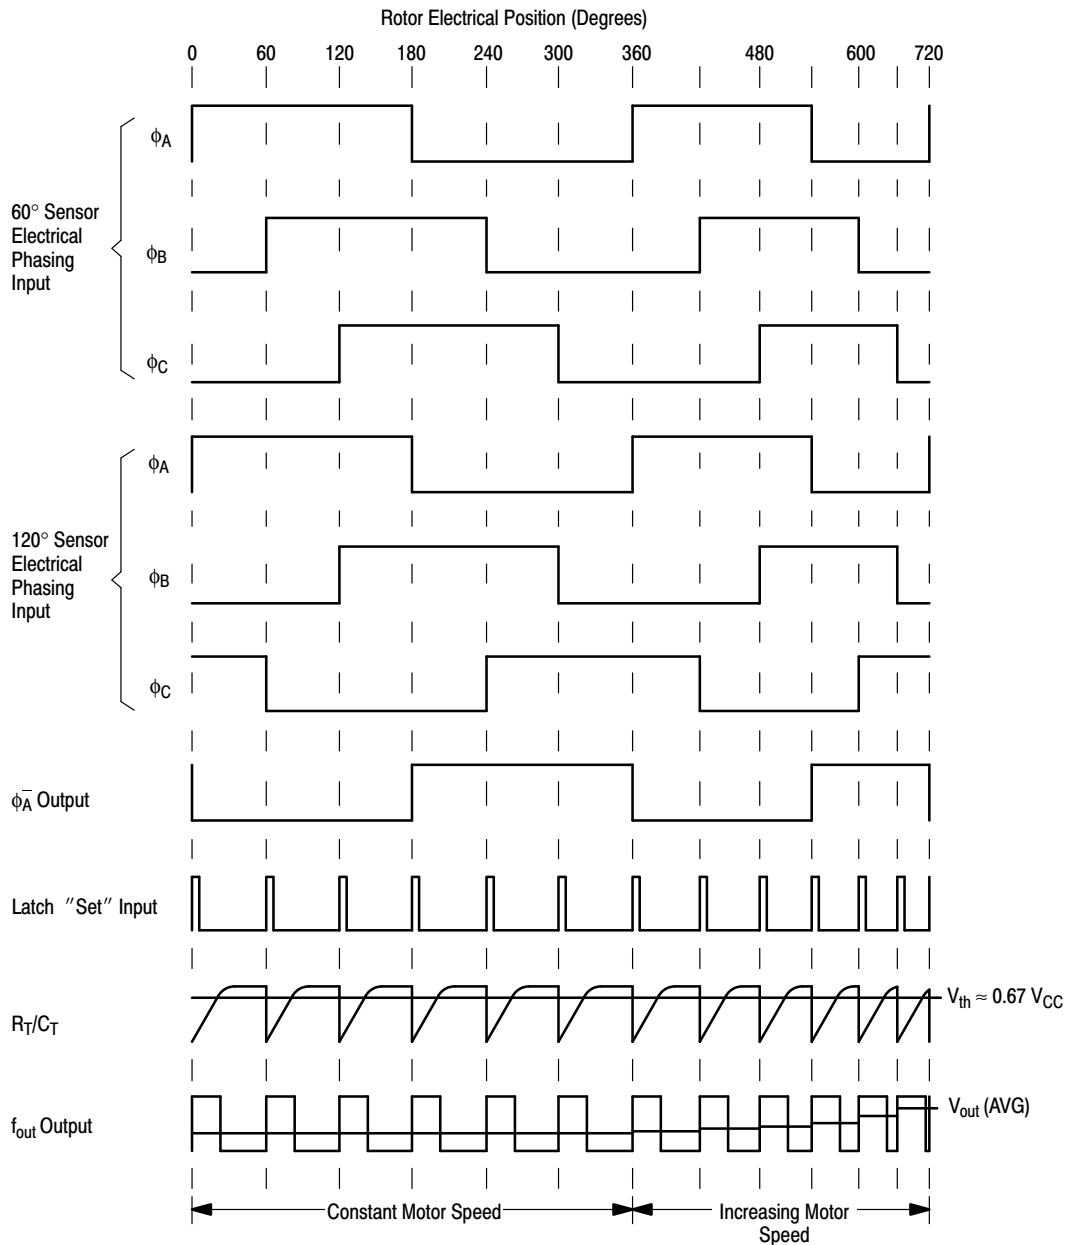 Rotor Electrical Position (Degrees)
0 60 120 180 240 300 360 480 600 720
ϕA
60° Sensor
Electrical
Phasing
Input
ϕB
ϕC
ϕA
120° Sensor
Electrical
Phasing
Input
ϕB
ϕC
ϕA̅ Output
Latch ″Set″ Input
Vth ≈ 0.67 VCC
RT/CT
Vout (AVG)
fout Output
Constant Motor Speed
Increasing Motor
Speed